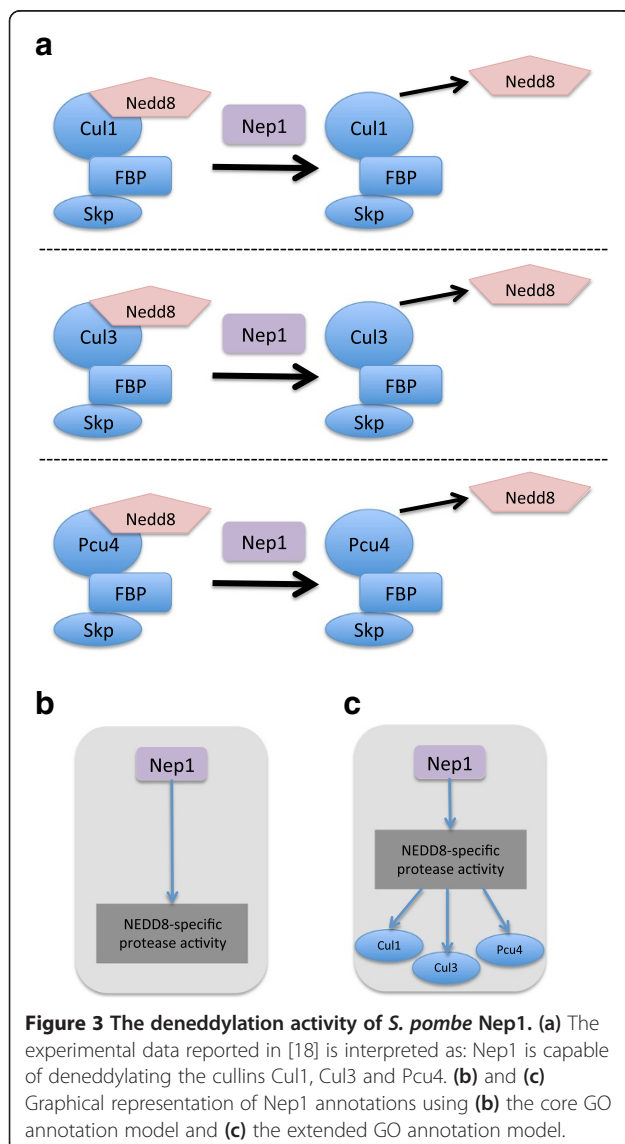 a
Nedd8
Nedd8
Cul1
Nep1
Cul1
FBP
FBP
Skp
Skp
Nedd8
Nedd8
Cul3
Nep1
Cul3
FBP
FBP
Skp
Skp
Nedd8
Nedd8
Pcu4
Nep1
Pcu4
FBP
FBP
Skp
Skp
b
Nep1
NEDD8-specific
protease activity
c
Nep1
NEDD8-specific
protease activity
Cul1
Cul3
Pcu4
Figure 3 The deneddylation activity of S. pombe Nep1. (a) The
experimental data reported in [18] is interpreted as: Nep1 is capable
of deneddylating the cullins Cul1, Cul3 and Pcu4. (b) and (c)
Graphical representation of Nep1 annotations using (b) the core GO
annotation model and (c) the extended GO annotation model.